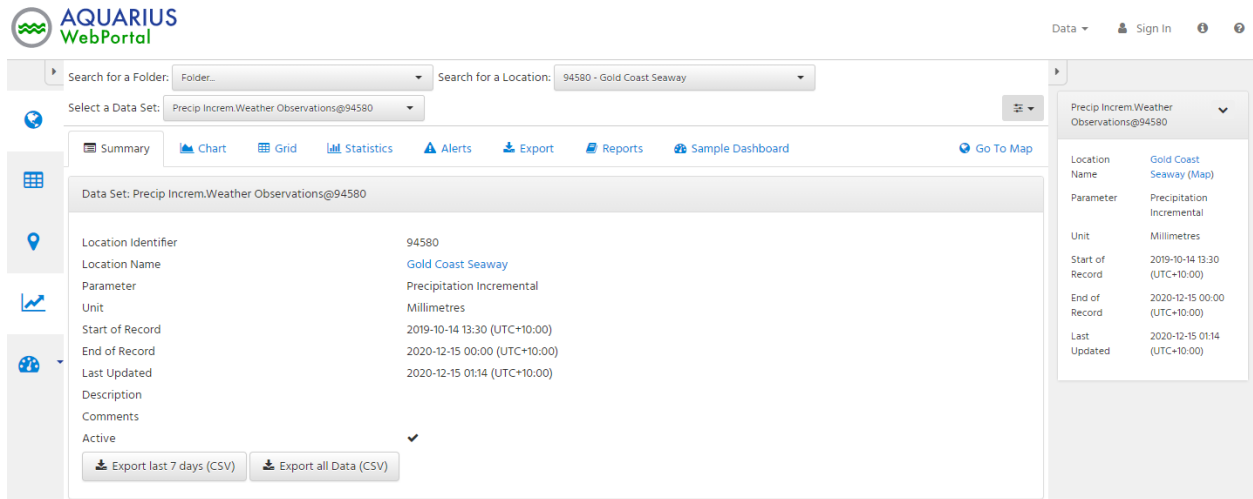 AQUARIUS
WebPortal
Data
Sign In
Search for a Folder: Folder... Search for a Location: 94580 - Gold Coast Seaway
Select a Data Set: Precip Increm.Weather Observations@94580
Summary Chart Grid Statistics Alerts Export Reports Sample Dashboard Go To Map
Data Set: Precip Increm.Weather Observations@94580
Location Identifier 94580
Location Name Gold Coast Seaway
Parameter Precipitation Incremental
Unit Millimetres
Start of Record 2019-10-14 13:30 (UTC+10:00)
End of Record 2020-12-15 00:00 (UTC+10:00)
Last Updated 2020-12-15 01:14 (UTC+10:00)
Description
Comments
Active
Export last 7 days (CSV) Export all Data (CSV)
Precip Increm.Weather
Observations@94580
Location Gold Coast
Name Seaway (Map)
Parameter Precipitation
Incremental
Unit Millimetres
Start of 2019-10-14 13:30
Record (UTC+10:00)
End of 2020-12-15 00:00
Record (UTC+10:00)
Last 2020-12-15 01:14
Updated (UTC+10:00)